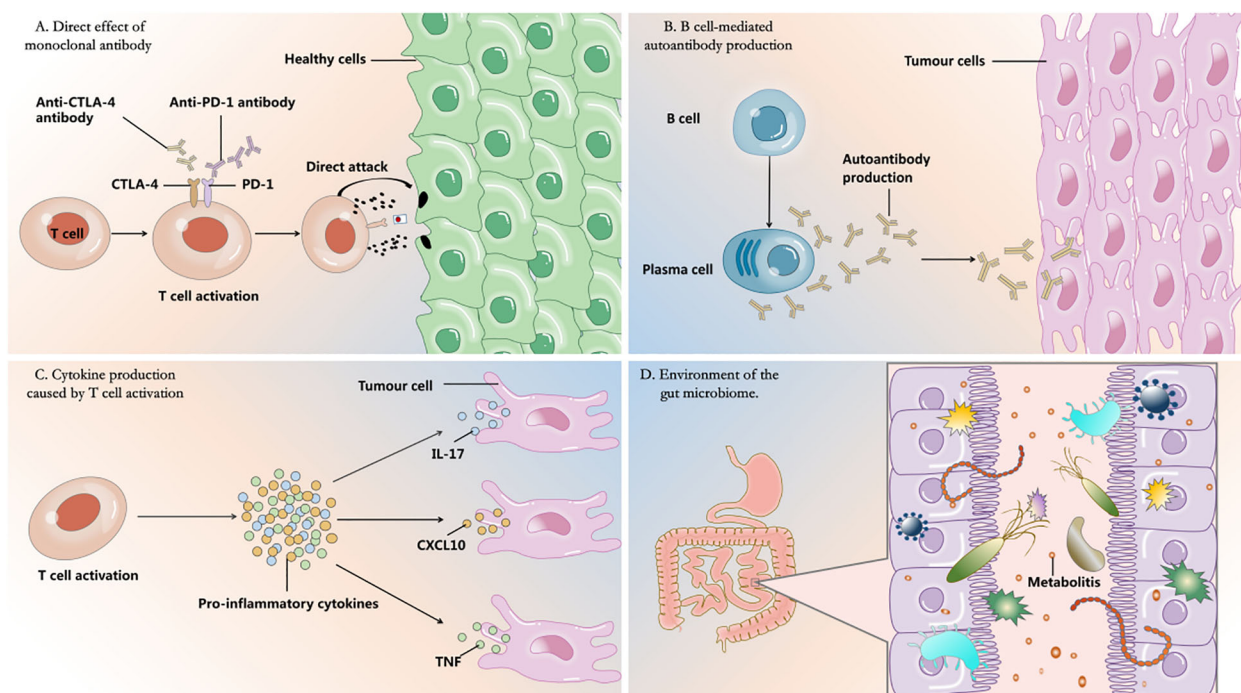 A. Direct effect of
monoclonal antibody
Healthy cells
Anti-CTLA-4
antibody
Anti-PD-1 antibody
CTLA-4
PD-1
Direct attack
T cell
T cell activation
B. B cell-mediated
autoantibody production
Tumour cells
B cell
Autoantibody
production
Plasma cell
C. Cytokine production
caused by T cell activation
Tumour cell
IL-17
CXCL10
T cell activation
Pro-inflammatory cytokines
TNF
D. Environment of the
gut microbiome.
Metabolitis